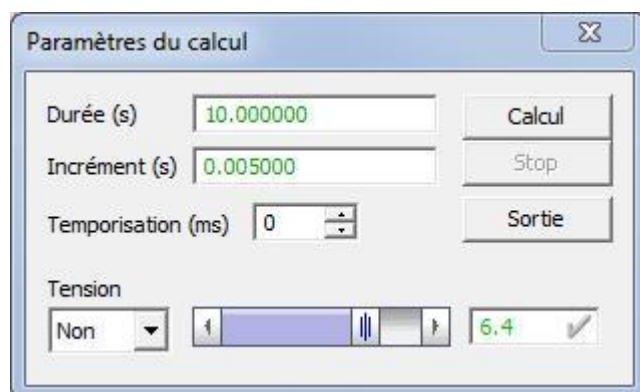 Paramètres du calcul
Durée (s) 10.000000 Calcul
Incrément (s) 0.005000 Stop
Temporisation (ms) 0 Sortie
Tension
Non 6.4